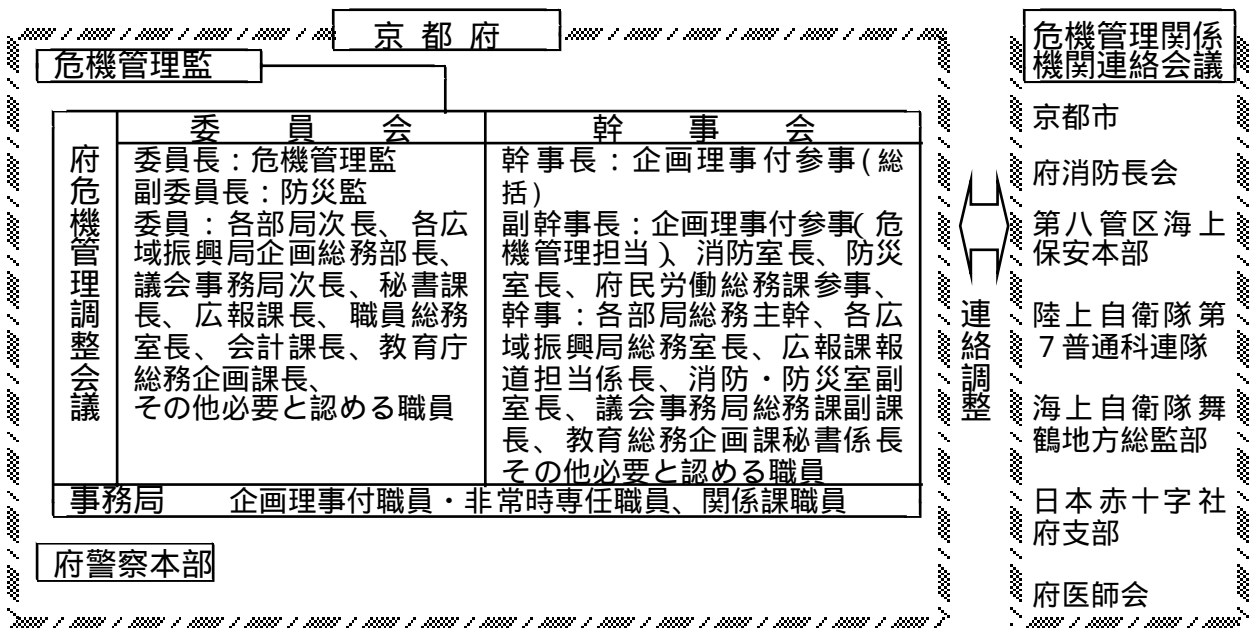 京都府
危機管理監
府危機管理調整会議
委員会
委員長：危機管理監
副委員長：防災監
委員：各部局次長、各広
域振興局企画総務部長、
議会事務局次長、秘書課
長、広報課長、職員総務
室長、会計課長、教育庁
総務企画課長、
その他必要と認める職員
幹事会
幹事長：企画理事付参事(総
括)
副幹事長：企画理事付参事(危
機管理担当)、消防室長、防災
室長、府民労働総務課参事、
幹事：各部局総務主幹、各広
域振興局総務室長、広報課報
道担当係長、消防・防災室副
室長、議会事務局総務課副課
長、教育総務企画課秘書係長
その他必要と認める職員
事務局　企画理事付職員・非常時専任職員、関係課職員
府警察本部
連絡調整
危機管理関係
機関連絡会議
京都市
府消防長会
第八管区海上
保安本部
陸上自衛隊第
７普通科連隊
海上自衛隊舞
鶴地方総監部
日本赤十字社
府支部
府医師会